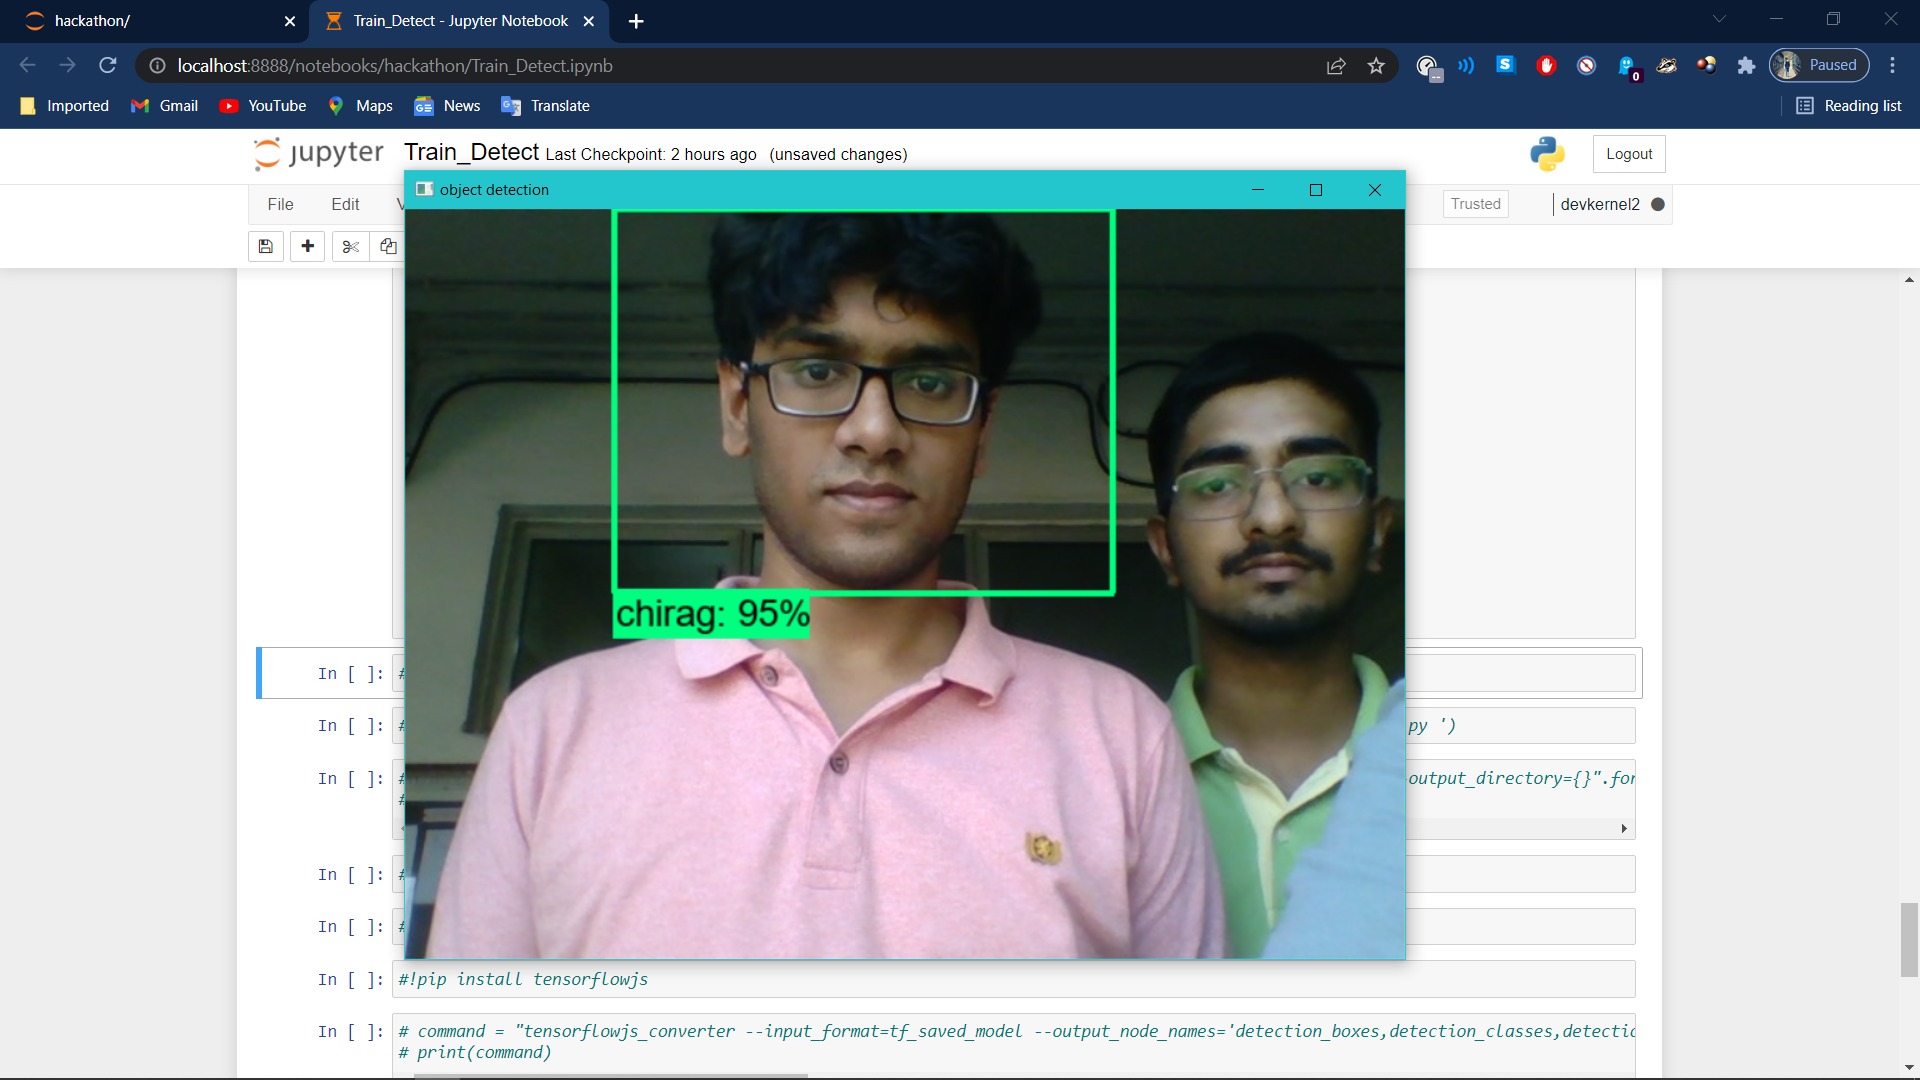 hackathon/
Train_Detect - Jupyter Notebook
localhost:8888/notebooks/hackathon/Train_Detect.ipynb
S
0
Paused
Imported
Gmail
YouTube
Maps
News
Translate
Reading list
jupyter
Train_Detect Last Checkpoint: 2 hours ago (unsaved changes)
Logout
object detection
File
Edit
V
Trusted
devkernel2
chirag: 95%
In [ ]: #
In [ ]: # py ')
In [ ]: # output_directory={}".for
#
In [ ]: #
In [ ]: #
In [ ]: #!pip install tensorflowjs
In [ ]: # command = "tensorflowjs_converter --input_format=tf_saved_model --output_node_names='detection_boxes,detection_classes,detectio
# print(command)